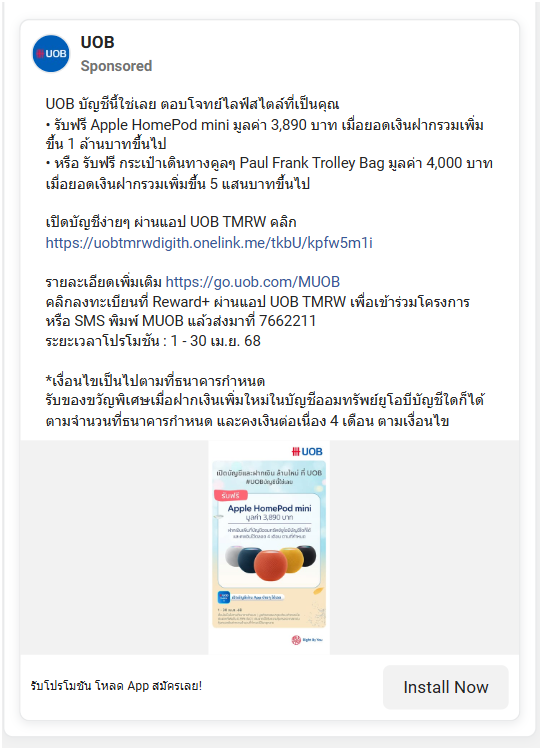 UOB
UOB
Sponsored
UOB บัญชีนี้ใช่เลย ตอบโจทย์ไลฟ์สไตล์ที่เป็นคุณ
• รับฟรี Apple HomePod mini มูลค่า 3,890 บาท เมื่อยอดเงินฝากรวมเพิ่ม
ขึ้น 1 ล้านบาทขึ้นไป
• หรือ รับฟรี กระเป๋าเดินทางคูลๆ Paul Frank Trolley Bag มูลค่า 4,000 บาท
เมื่อยอดเงินฝากรวมเพิ่มขึ้น 5 แสนบาทขึ้นไป
เปิดบัญชีง่ายๆ ผ่านแอป UOB TMRW คลิก
https://uobtmrwdigith.onelink.me/tkbU/kpfw5m1i
รายละเอียดเพิ่มเติม https://go.uob.com/MUOB
คลิกลงทะเบียนที่ Reward+ ผ่านแอป UOB TMRW เพื่อเข้าร่วมโครงการ
หรือ SMS พิมพ์ MUOB แล้วส่งมาที่ 7662211
ระยะเวลาโปรโมชัน : 1 - 30 เม.ย. 68
*เงื่อนไขเป็นไปตามที่ธนาคารกำหนด
รับของขวัญพิเศษเมื่อฝากเงินเพิ่มใหม่ในบัญชีออมทรัพย์ยูโอบีบัญชีใดก็ได้
ตามจำนวนที่ธนาคารกำหนด และคงเงินต่อเนื่อง 4 เดือน ตามเงื่อนไข
UOB
เปิดบัญชีและฝากเงิน ล้านใหม่ ที่ UOB
#UOBบัญชีนี้ใช่เลย
รับฟรี
Apple HomePod mini
มูลค่า 3,890 บาท
Right By You
รับโปรโมชัน โหลด App สมัครเลย!
Install Now